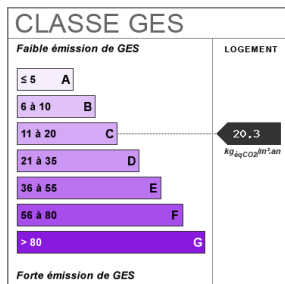 CLASSE GES
Faible émission de GES
LOGEMENT
≤ 5 A
6 à 10 B
11 à 20 C
20.3
kgéqCO2/m².an
21 à 35 D
36 à 55 E
56 à 80 F
> 80 G
Forte émission de GES